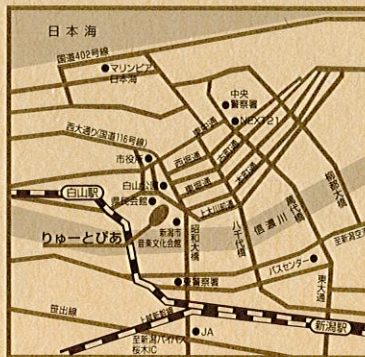 日本海
国道402号線
マリンピア
日本海
中央
警察署
NEXT21
西大通り(国道116号線)
東中通
市役所
西堀通
古町通
本町通
白山公園
東堀通
白山駅
県民会館
上大川前通
りゅーとぴあ
新潟市
音楽文化会館
昭和大橋
八千代橋
信濃川
萬代橋
柳都大橋
至新潟空港
バスセンター
東大通
東警察署
笹出線
上越新幹線
新潟駅
JA
至新潟バイパス
桜木IC